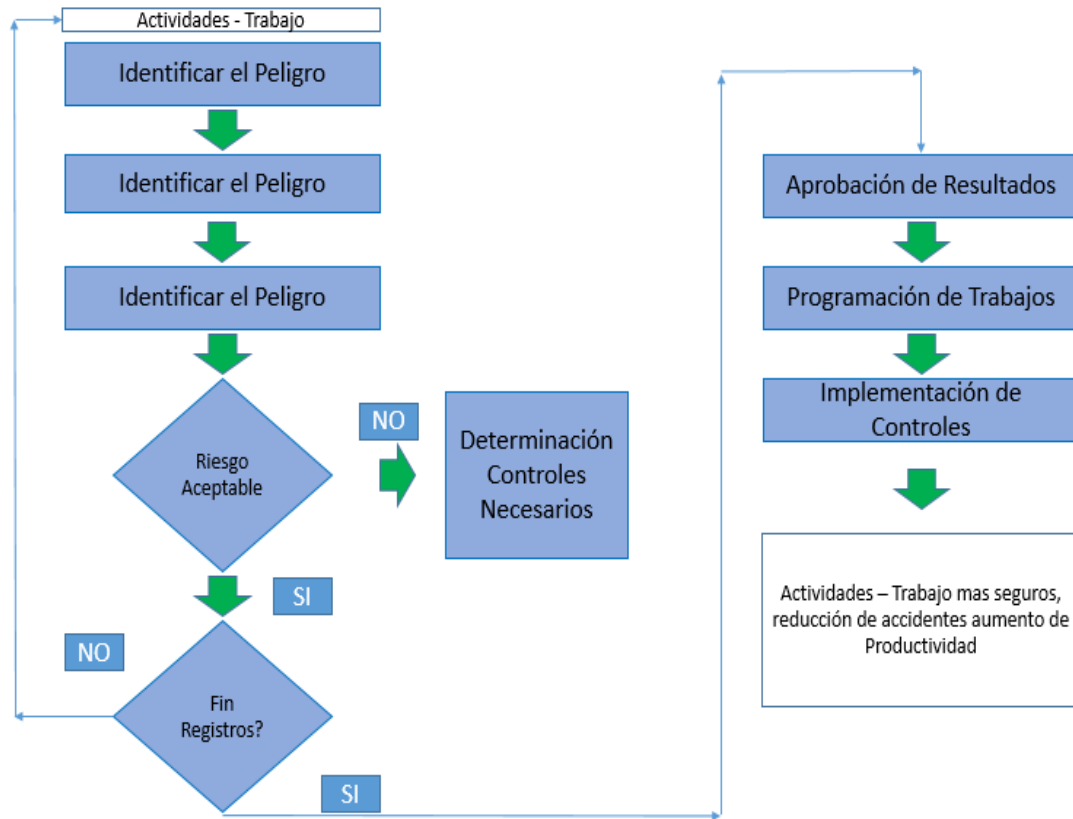 Actividades - Trabajo
Identificar el Peligro
Identificar el Peligro
Identificar el Peligro
Riesgo
Aceptable
NO
Determinación
Controles
Necesarios
SI
NO
Fin
Registros?
SI
Aprobación de Resultados
Programación de Trabajos
Implementación de
Controles
Actividades – Trabajo mas seguros,
reducción de accidentes aumento de
Productividad